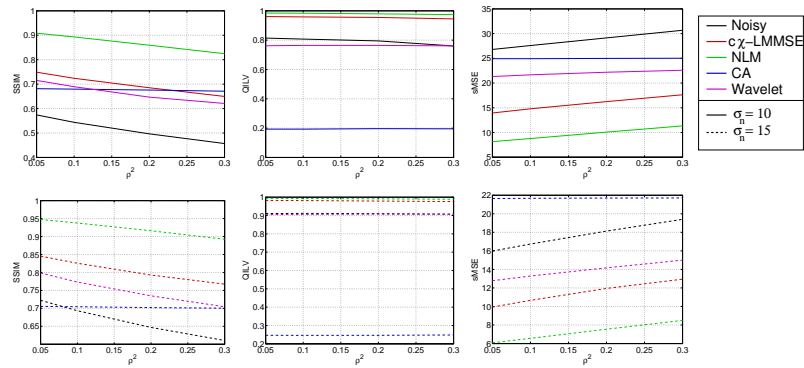 1
0.9
0.8
0.7
0.6
0.5
0.4
SSIM
0.05 0.1 0.15 0.2 0.25 0.3
ρ²
1
0.8
0.6
0.4
0.2
0
QILV
0.05 0.1 0.15 0.2 0.25 0.3
ρ²
35
30
25
20
15
10
5
sMSE
0.05 0.1 0.15 0.2 0.25 0.3
ρ²
Noisy
cχ−LMMSE
NLM
CA
Wavelet
σn = 10
σn = 15
1
0.95
0.9
0.85
0.8
0.75
0.7
0.65
SSIM
0.05 0.1 0.15 0.2 0.25 0.3
ρ²
1
0.9
0.8
0.7
0.6
0.5
0.4
0.3
0.2
QILV
0.05 0.1 0.15 0.2 0.25 0.3
ρ²
22
20
18
16
14
12
10
8
6
sMSE
0.05 0.1 0.15 0.2 0.25 0.3
ρ²